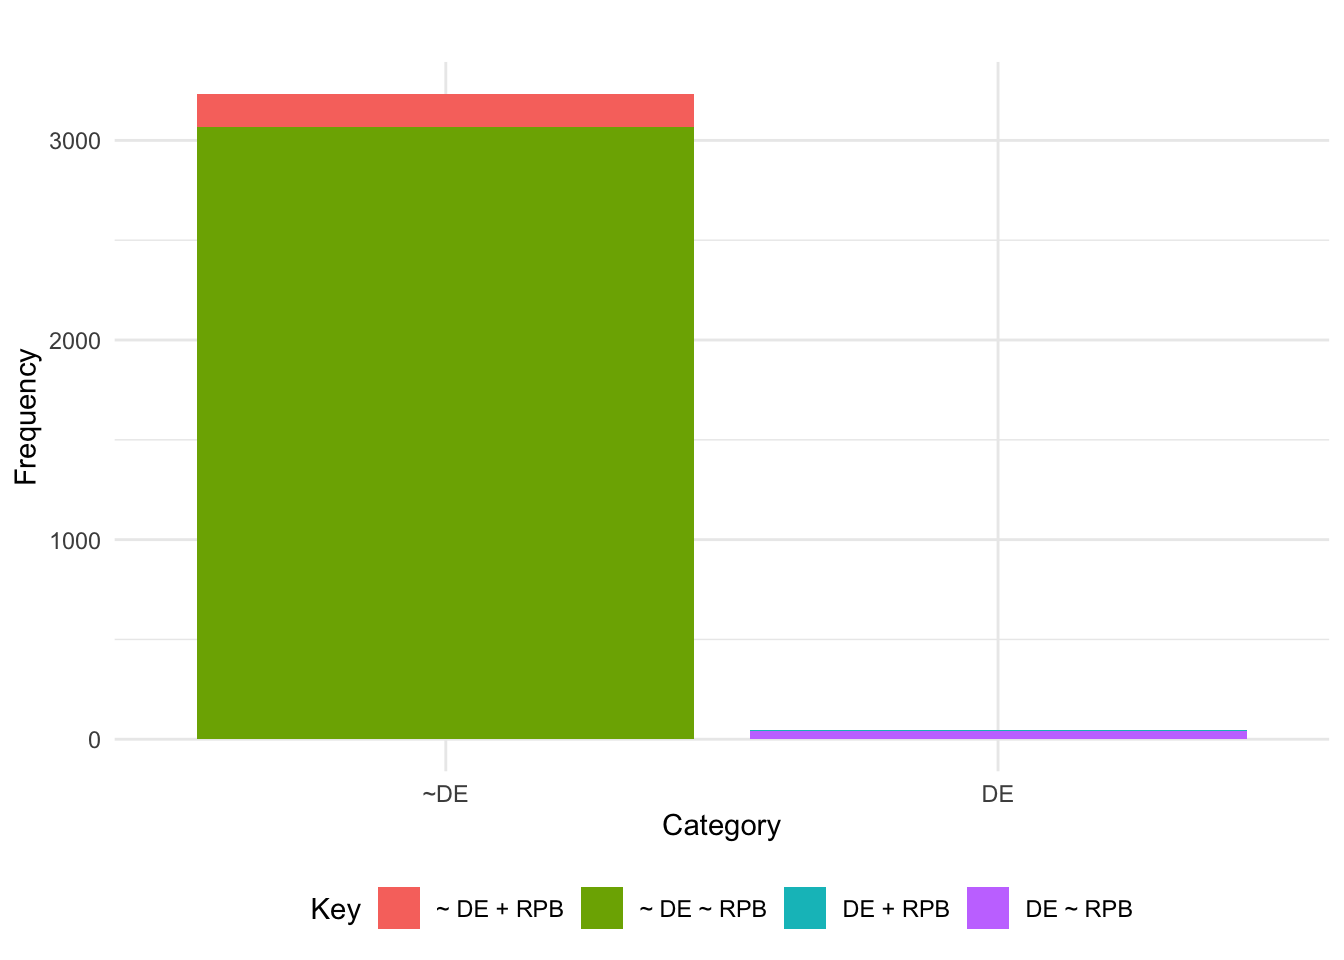 Frequency
3000
2000
1000
0
~DE DE
Category
Key ~ DE + RPB ~ DE ~ RPB DE + RPB DE ~ RPB